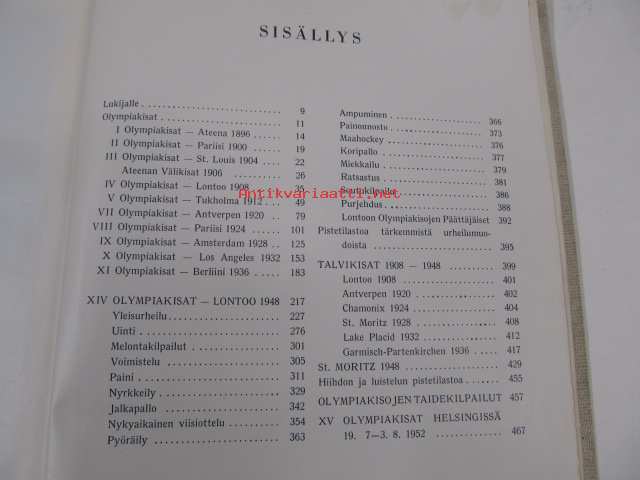 SISÄLLYS
Lukijalle 9
Olympiakisat 11
I Olympiakisat — Ateena 1896 14
II Olympiakisat — Pariisi 1900 19
III Olympiakisat — St. Louis 1904 22
Ateenan Välikisat 1906 26
IV Olympiakisat — Lontoo 1908 35
V Olympiakisat — Tukholma 1912 49
VII Olympiakisat — Antverpen 1920 79
VIII Olympiakisat — Pariisi 1924 101
IX Olympiakisat — Amsterdam 1928 125
X Olympiakisat — Los Angeles 1932 153
XI Olympiakisat — Berliini 1936 183
XIV OLYMPIAKISAT — LONTOO 1948 217
Yleisurheilu 227
Uinti 276
Melontakilpailut 301
Voimistelu 305
Paini 311
Nyrkkeily 329
Jalkapallo 342
Nykyaikainen viisiottelu 354
Pyöräily 363
Ampuminen 366
Painonnosto 373
Maahockey 376
Koripallo 377
Miekkailu 379
Ratsastus 381
Soutukilpailu 386
Purjehdus 388
Lontoon Olympiakisojen Päättäjäiset 392
Pistetilastoa tärkemmistä urheilumuo-
doista 395
TALVIKISAT 1908 — 1948 399
Lontoo 1908 401
Antverpen 1920 402
Chamonix 1924 404
St. Moritz 1928 408
Lake Placid 1932 412
Garmisch-Partenkirchen 1936 417
St. MORITZ 1948 429
Hiihdon ja luistelun pistetilastoa 455
OLYMPIAKISOJEN TAIDEKILPAILUT 457
XV OLYMPIAKISAT HELSINGISSÄ
19. 7—3. 8. 1952 467
Antikvariaatti.net